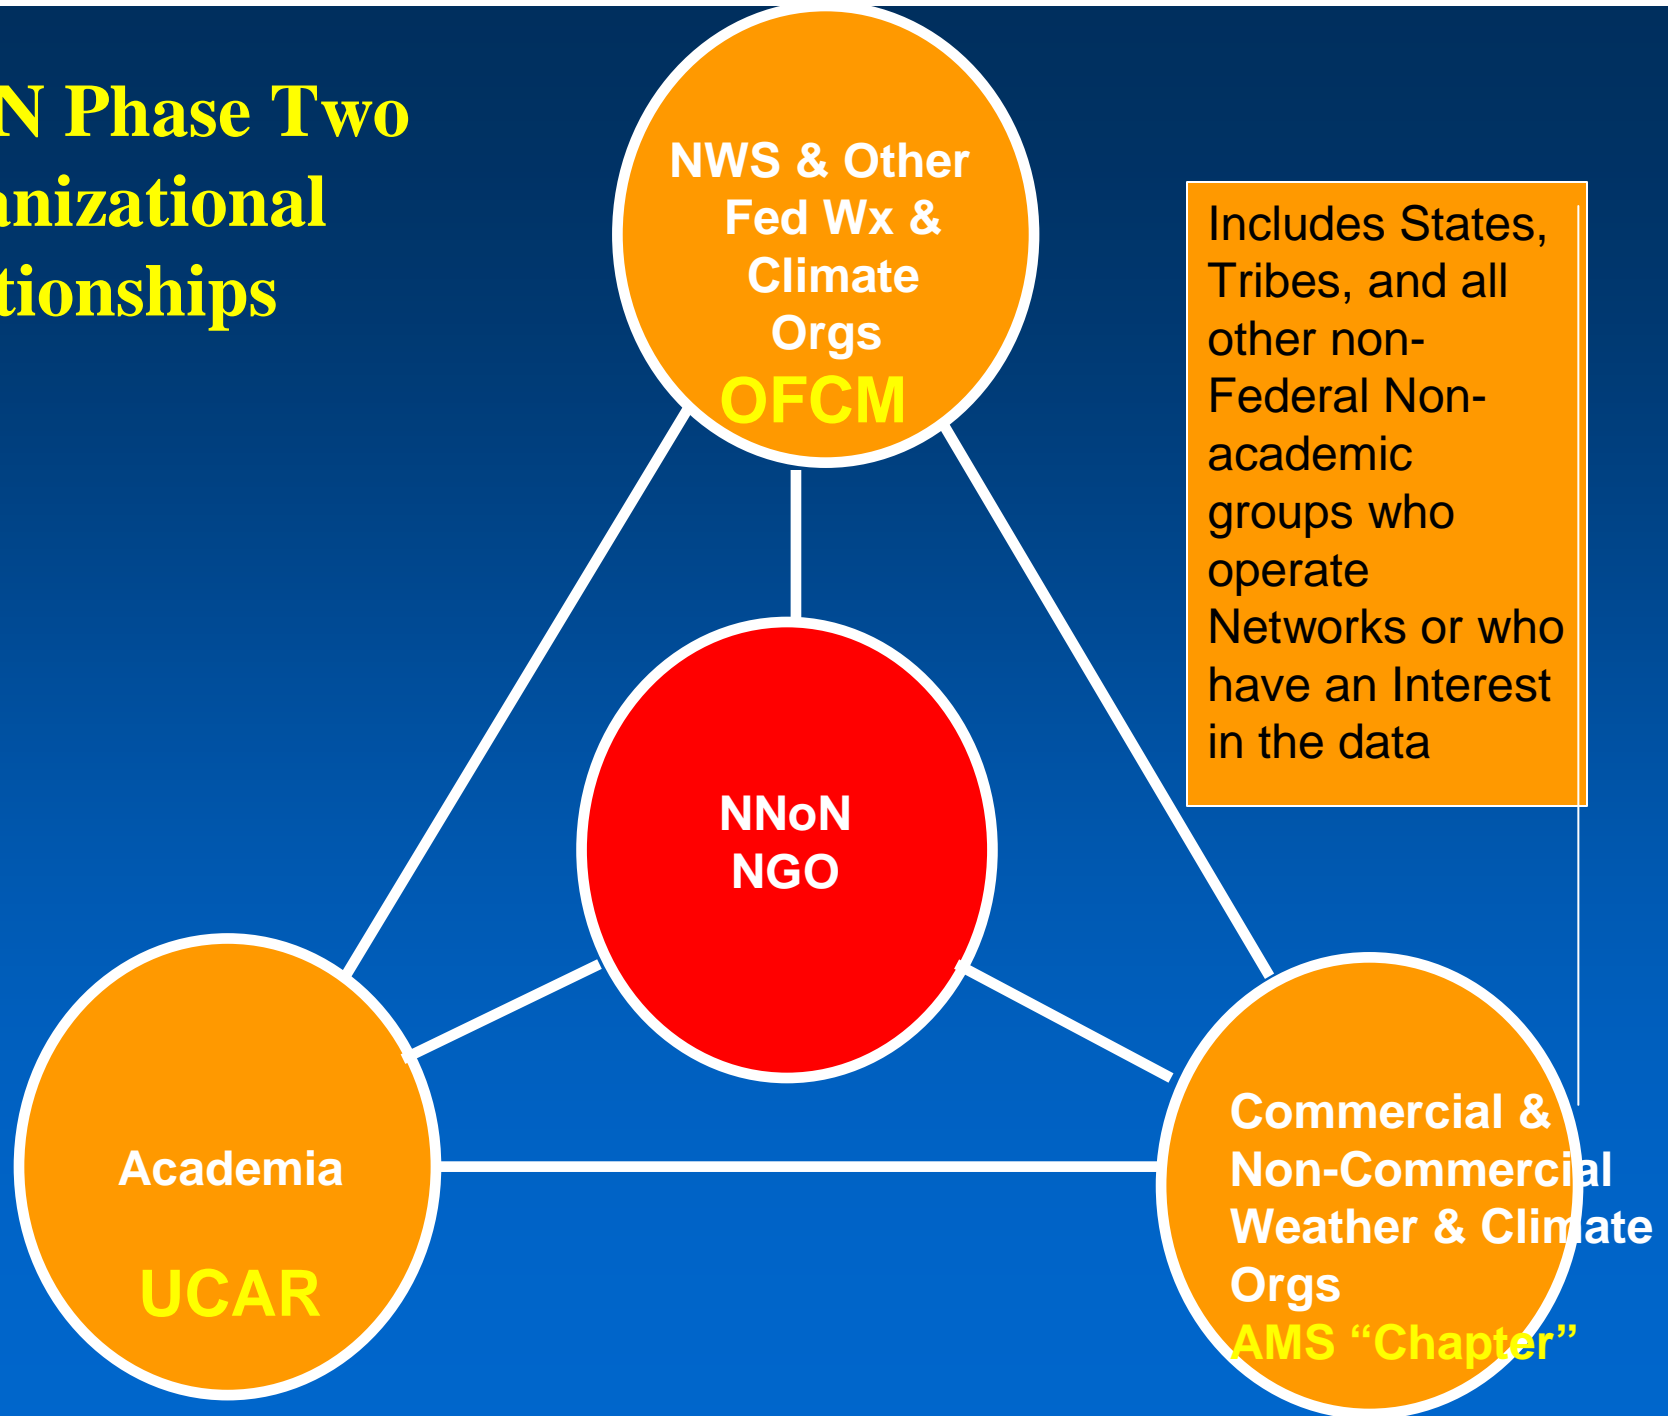 N Phase Two
anizational
tionships
NWS & Other
Fed Wx &
Climate
Orgs
OFCM
Includes States,
Tribes, and all
other non-
Federal Non-
academic
groups who
operate
Networks or who
have an Interest
in the data
NNoN
NGO
Academia
UCAR
Commercial &
Non-Commercial
Weather & Climate
Orgs
AMS “Chapter”